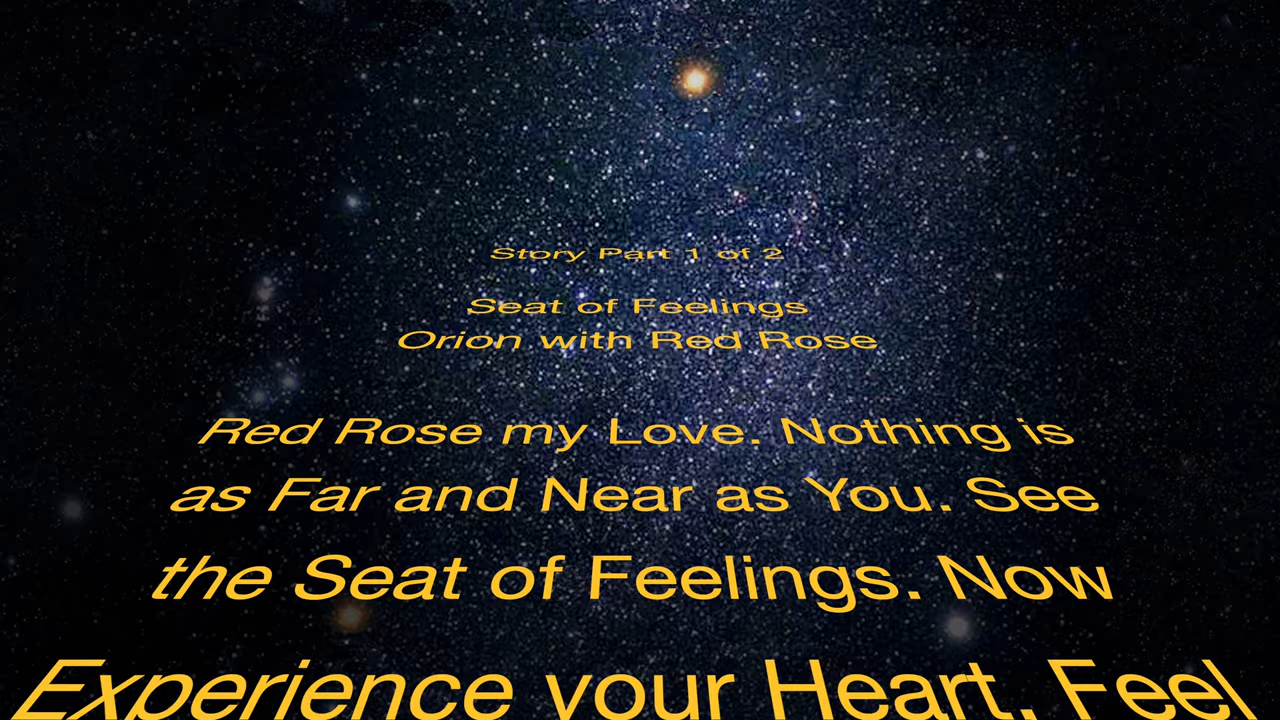 Story Part 1 of 2
Seat of Feelings
Orion with Red Rose
Red Rose my Love. Nothing is
as Far and Near as You. See
the Seat of Feelings. Now
Experience your Heart. Feel